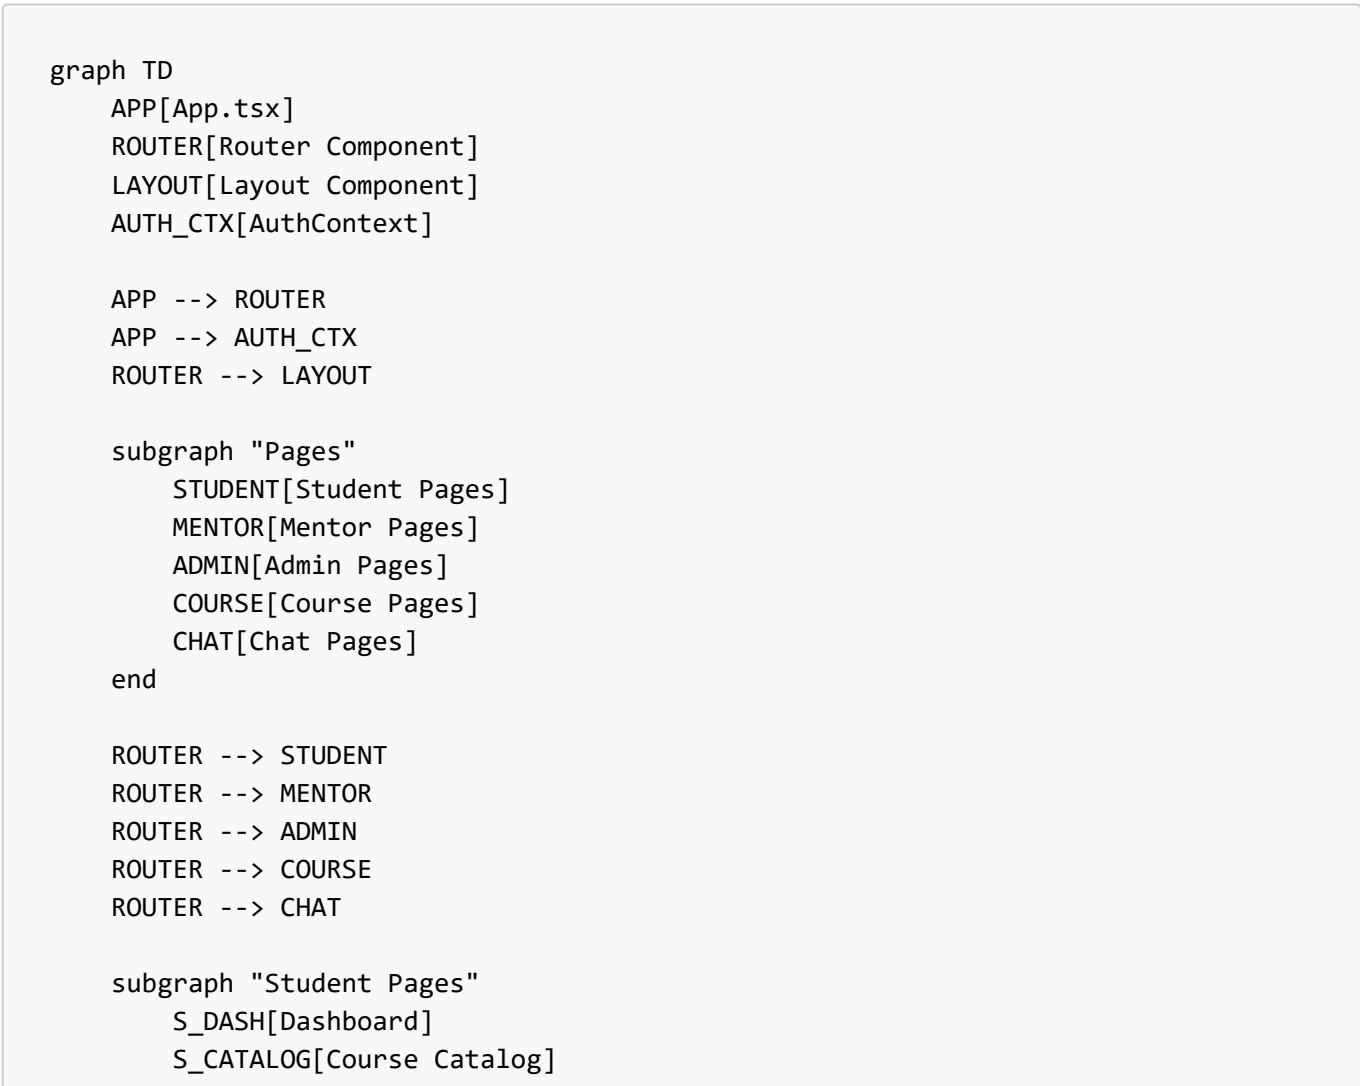 graph TD
    APP[App.tsx]
    ROUTER[Router Component]
    LAYOUT[Layout Component]
    AUTH_CTX[AuthContext]

    APP --> ROUTER
    APP --> AUTH_CTX
    ROUTER --> LAYOUT

    subgraph "Pages"
        STUDENT[Student Pages]
        MENTOR[Mentor Pages]
        ADMIN[Admin Pages]
        COURSE[Course Pages]
        CHAT[Chat Pages]
    end

    ROUTER --> STUDENT
    ROUTER --> MENTOR
    ROUTER --> ADMIN
    ROUTER --> COURSE
    ROUTER --> CHAT

    subgraph "Student Pages"
        S_DASH[Dashboard]
        S_CATALOG[Course Catalog]